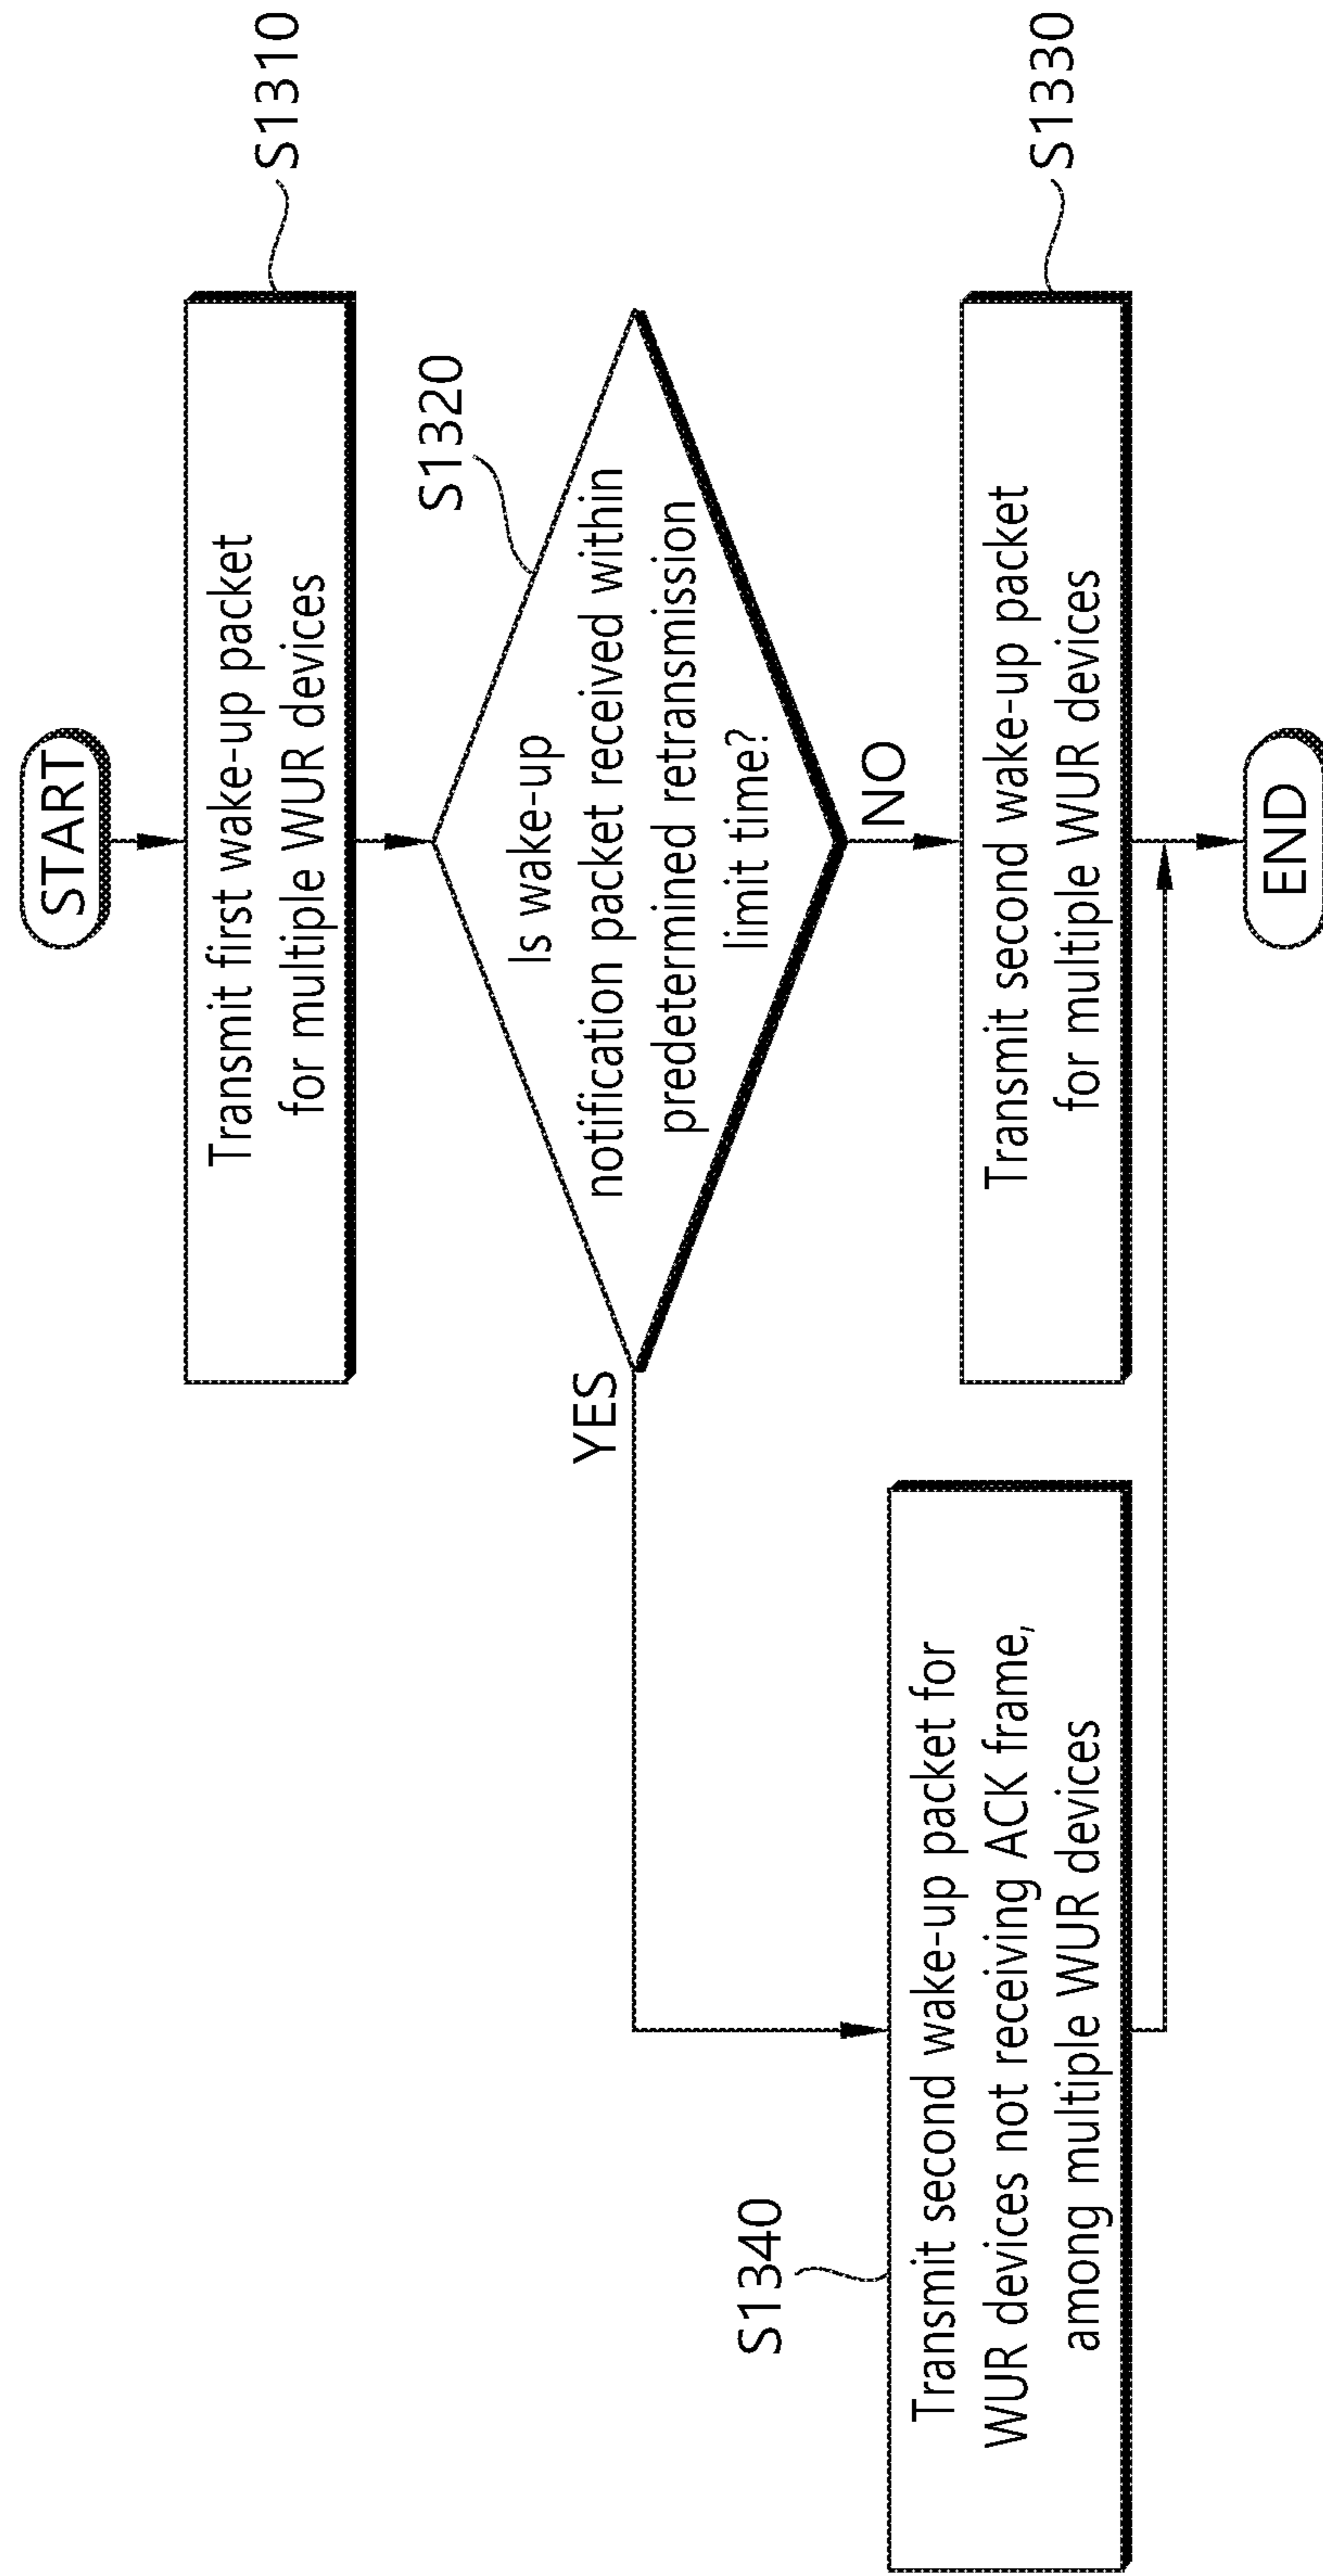 START
Transmit first wake-up packet
for multiple WUR devices
S1310
S1320
Is wake-up
notification packet received within
predetermined retransmission
limit time?
YES
NO
S1340
Transmit second wake-up packet for
WUR devices not receiving ACK frame,
among multiple WUR devices
Transmit second wake-up packet
for multiple WUR devices
S1330
END